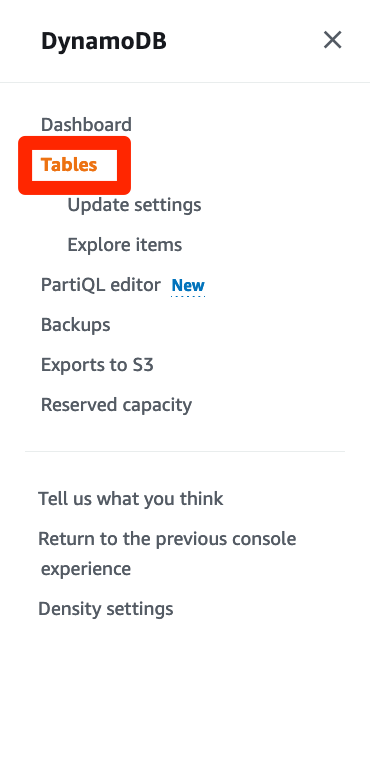 DynamoDB
Dashboard
Tables
Update settings
Explore items
PartiQL editor New
Backups
Exports to S3
Reserved capacity
Tell us what you think
Return to the previous console
experience
Density settings